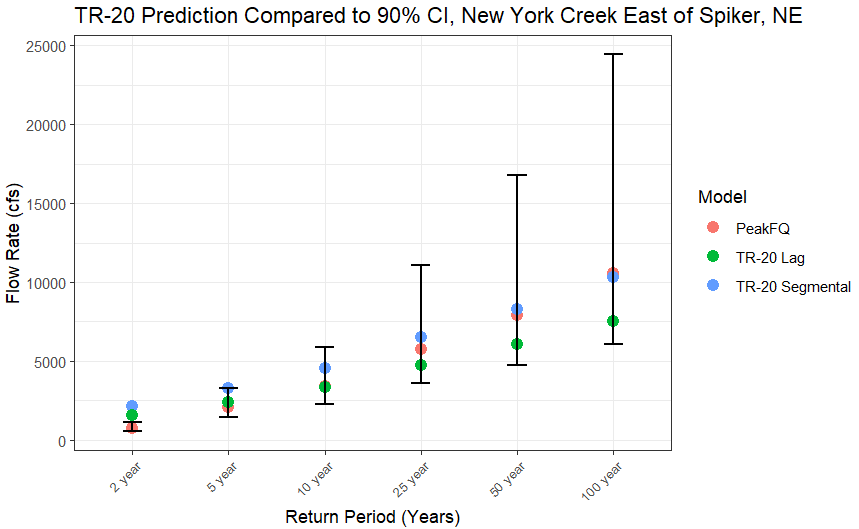 TR-20 Prediction Compared to 90% CI, New York Creek East of Spiker, NE
25000
20000
15000
10000
5000
0
Flow Rate (cfs)
2 year
5 year
10 year
25 year
50 year
100 year
Return Period (Years)
Model
PeakFQ
TR-20 Lag
TR-20 Segmental